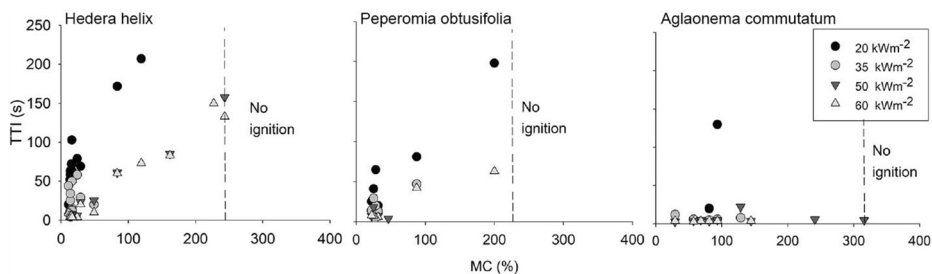 Hedera helix
Peperomia obtusifolia
Aglaonema commutatum
250
200
150
100
50
0
TTI (s)
No
ignition
No
ignition
No
ignition
20 kWm-2
35 kWm-2
50 kWm-2
60 kWm-2
0 100 200 300 400
0 100 200 300 400
0 100 200 300 400
MC (%)